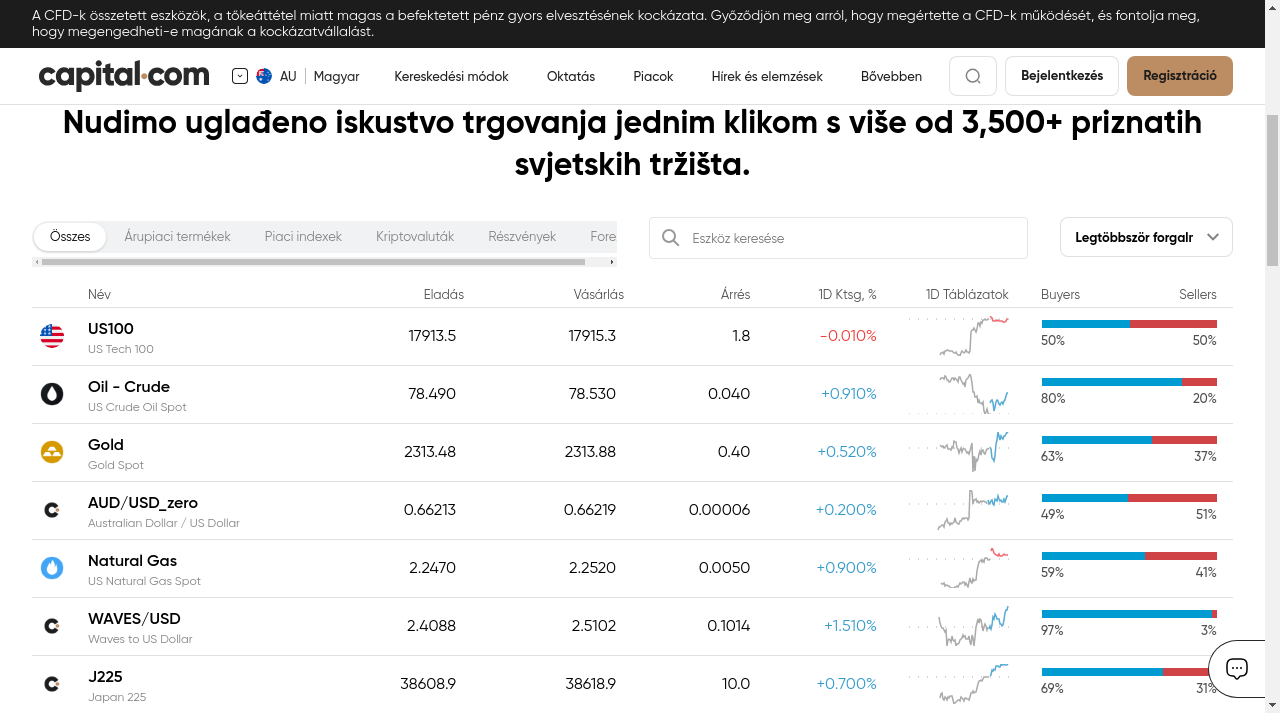 A CFD-k összetett eszközök, a tőkeáttétel miatt magas a befektetett pénz gyors elvesztésének kockázata. Győződjön meg arról, hogy megértette a CFD-k működését, és fontolja meg,
hogy megengedheti-e magának a kockázatvállalást.
capital.com AU Magyar Kereskedési módok Oktatás Piacok Hírek és elemzések Bővebben Bejelentkezés Regisztráció
Nudimo uglađeno iskustvo trgovanja jednim klikom s više od 3,500+ priznatih
svjetskih tržišta.
Összes Árupiaci termékek Piaci indexek Kriptovaluták Részvények Fore Eszköz keresése Legtöbbször forgalr
Név Eladás Vásárlás Árrés 1D Ktsg, % 1D Táblázatok Buyers Sellers
US100 17913.5 17915.3 1.8 -0.010%
US Tech 100 50% 50%
Oil - Crude 78.490 78.530 0.040 +0.910%
US Crude Oil Spot 80% 20%
Gold 2313.48 2313.88 0.40 +0.520%
Gold Spot 63% 37%
AUD/USD_zero 0.66213 0.66219 0.00006 +0.200%
Australian Dollar / US Dollar 49% 51%
Natural Gas 2.2470 2.2520 0.0050 +0.900%
US Natural Gas Spot 59% 41%
WAVES/USD 2.4088 2.5102 0.1014 +1.510%
Waves to US Dollar 97% 3%
J225 38608.9 38618.9 10.0 +0.700%
Japan 225 69% 31%